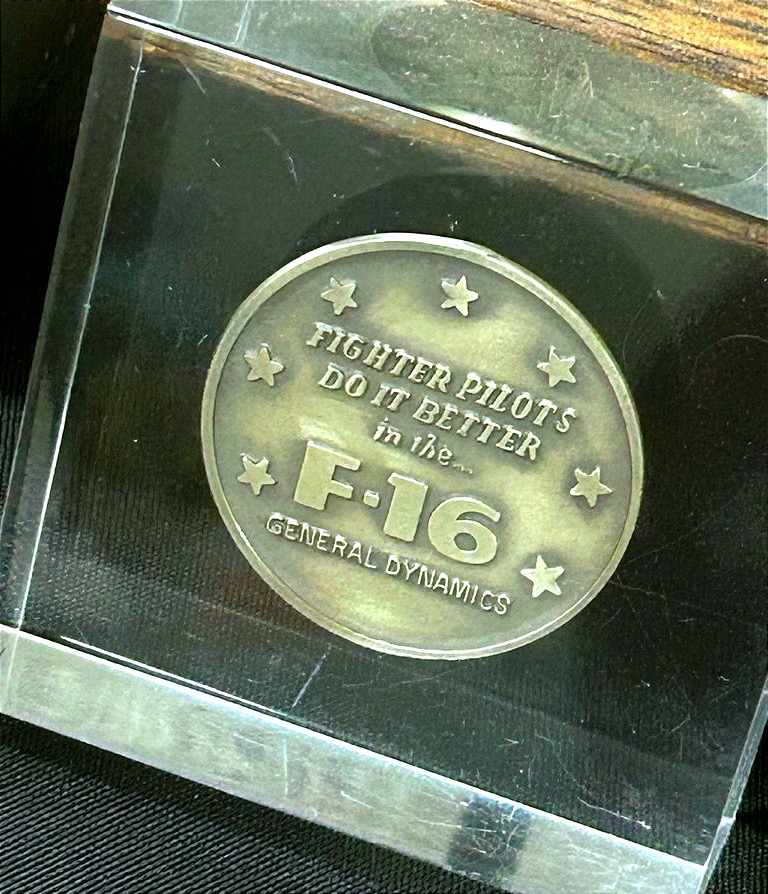 FIGHTER PILOTS
DO IT BETTER
in the...
F-16
GENERAL DYNAMICS